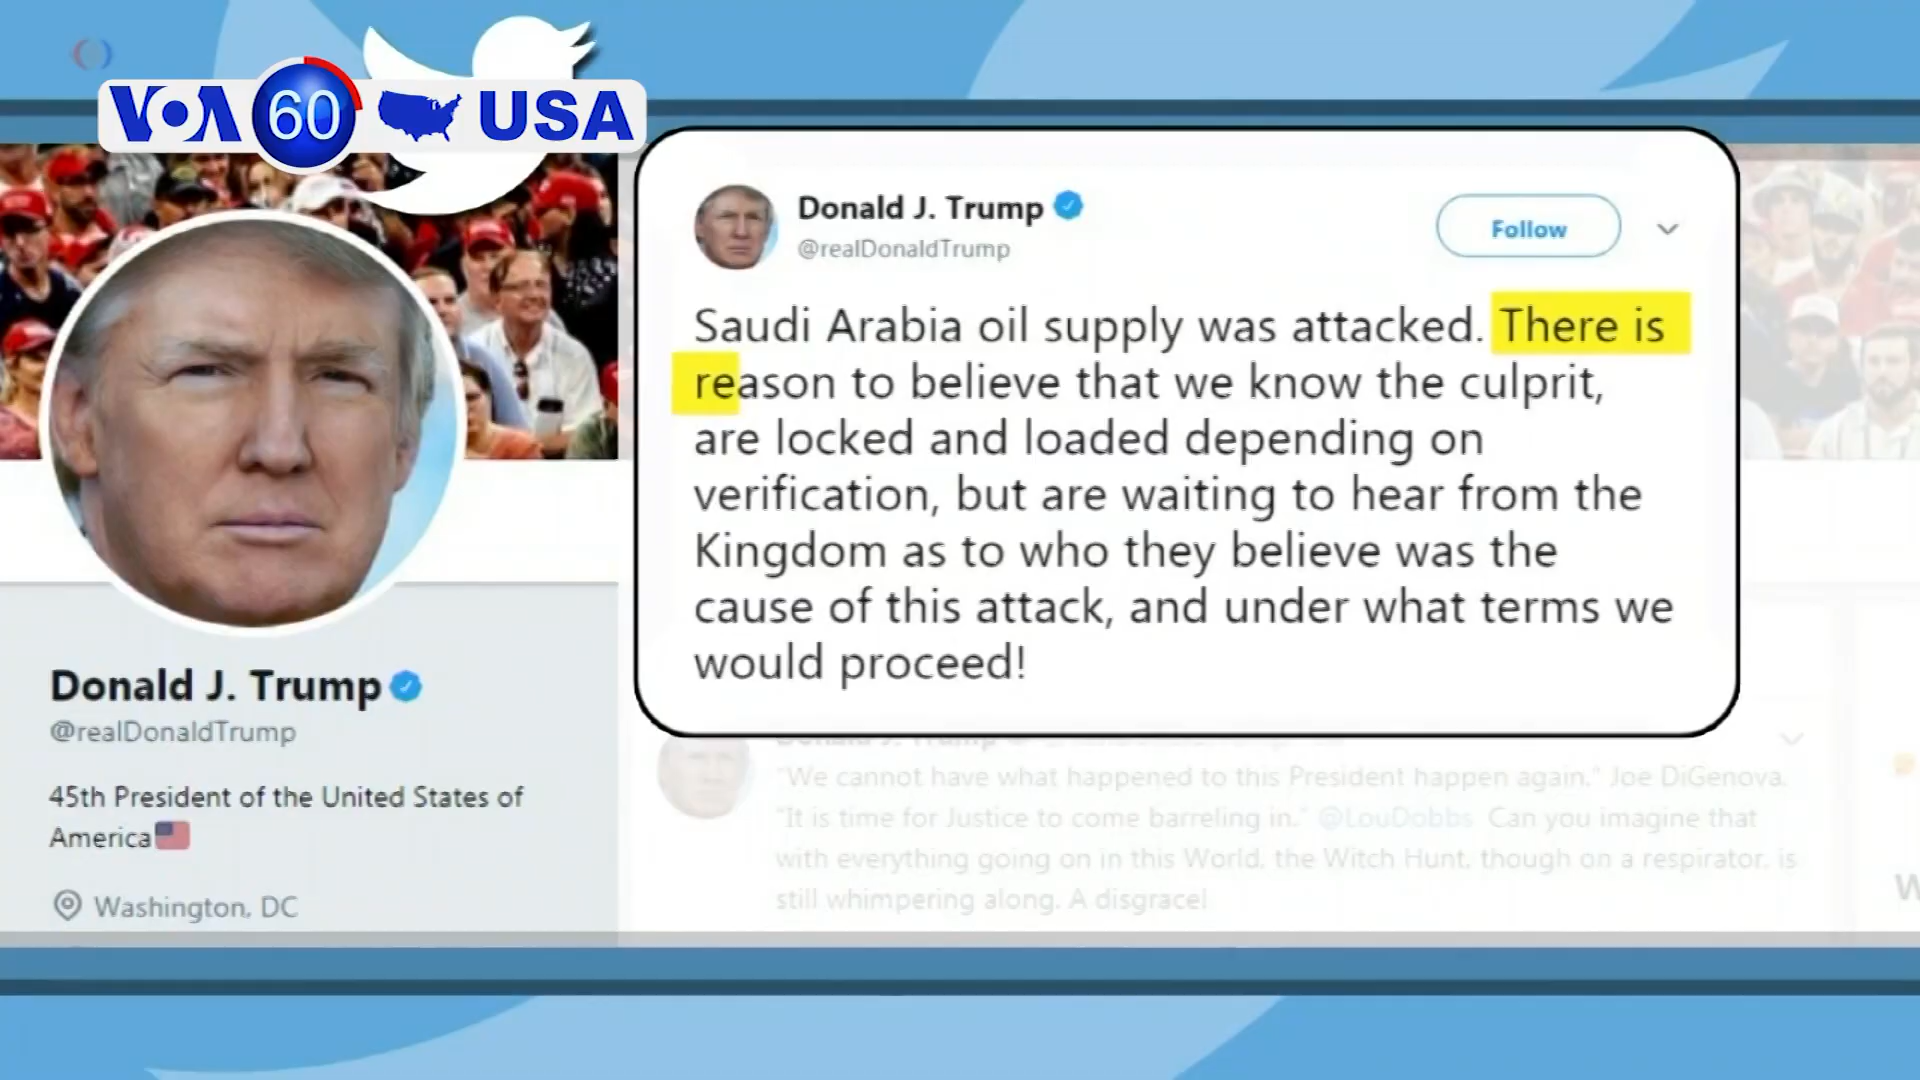 VOA 60 USA
Donald J. Trump
@realDonaldTrump
Follow
Saudi Arabia oil supply was attacked. There is
reason to believe that we know the culprit,
are locked and loaded depending on
verification, but are waiting to hear from the
Kingdom as to who they believe was the
cause of this attack, and under what terms we
would proceed!
Donald J. Trump
@realDonaldTrump
45th President of the United States of
America
Washington, DC
Donald J. Trump
"We cannot have what happened to this President happen again." Joe DiGenova.
"It is time for Justice to come barreling in." @LouDobbs Can you imagine that
with everything going on in this World, the Witch Hunt, though on a respirator, is
still whimpering along. A disgrace!
W